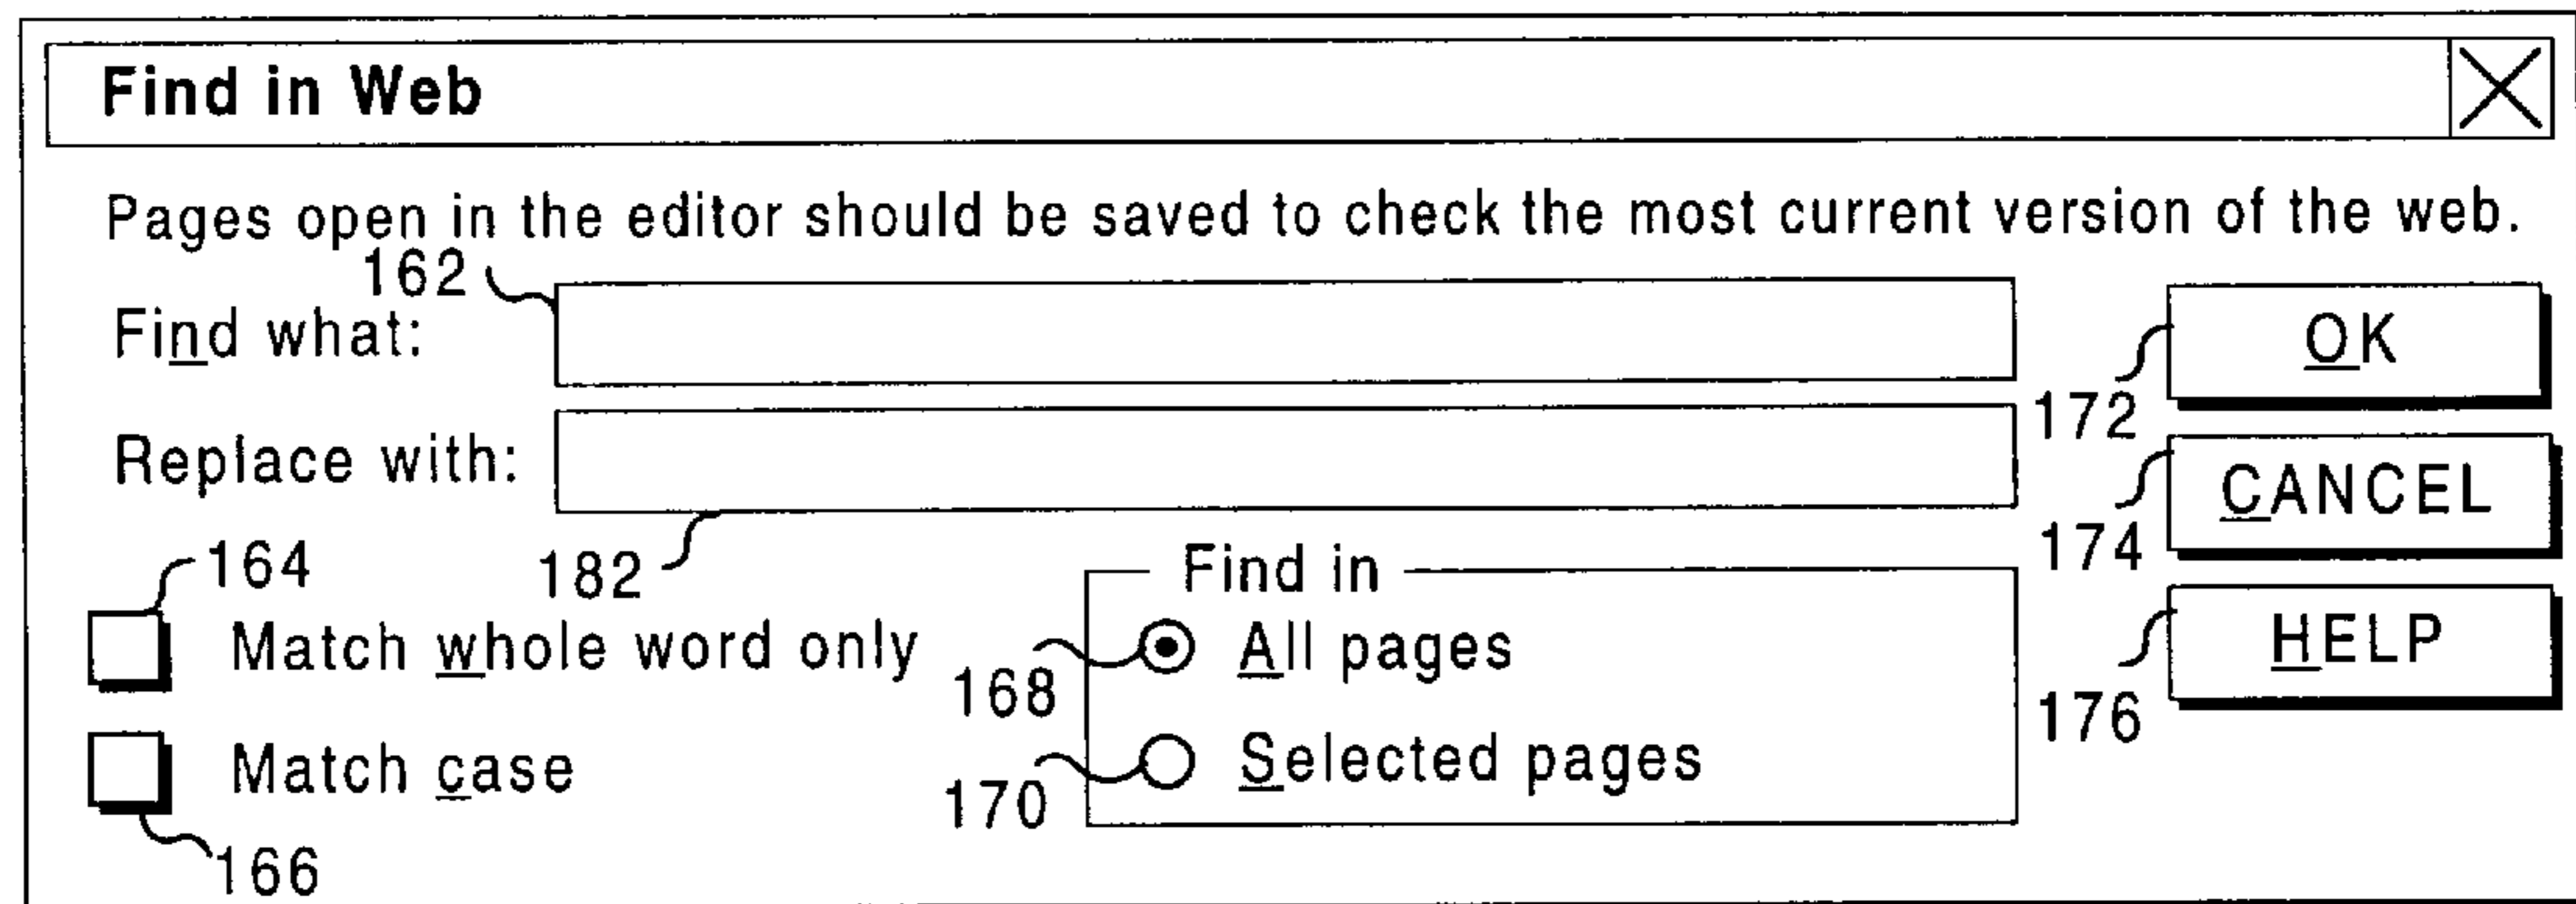 Find in Web
Pages open in the editor should be saved to check the most current version of the web.
162
Find what:
OK
172
Replace with:
CANCEL
174
182
164
Find in
Match whole word only
168
All pages
HELP
176
Match case
170
Selected pages
166